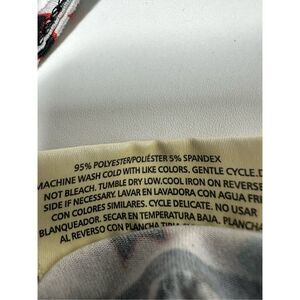 95% POLYESTER/POLIÉSTER 5% SPANDEX
MACHINE WASH COLD WITH LIKE COLORS. GENTLE CYCLE.
NOT BLEACH. TUMBLE DRY LOW. COOL IRON ON REVERSE
SIDE IF NECESSARY. LAVAR EN LAVADORA CON AGUA FRE
CON COLORES SIMILARES. CYCLE DELICATE. NO USAR
BLANQUEADOR. SECAR EN TEMPERATURA BAJA. PLANCHA
AL REVERSO CON PLANCHA